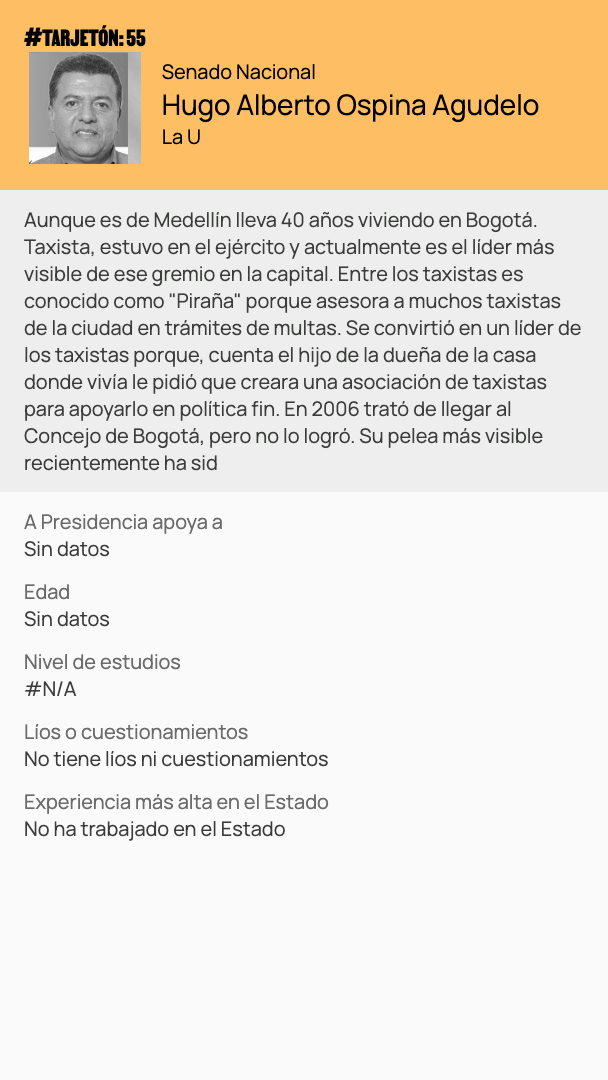 #TARJETÓN: 55
Senado Nacional
Hugo Alberto Ospina Agudelo
La U
Aunque es de Medellín lleva 40 años viviendo en Bogotá.
Taxista, estuvo en el ejército y actualmente es el líder más
visible de ese gremio en la capital. Entre los taxistas es
conocido como "Piraña" porque asesora a muchos taxistas
de la ciudad en trámites de multas. Se convirtió en un líder de
los taxistas porque, cuenta el hijo de la dueña de la casa
donde vivía le pidió que creara una asociación de taxistas
para apoyarlo en política fin. En 2006 trató de llegar al
Concejo de Bogotá, pero no lo logró. Su pelea más visible
recientemente ha sid
A Presidencia apoya a
Sin datos
Edad
Sin datos
Nivel de estudios
#N/A
Líos o cuestionamientos
No tiene líos ni cuestionamientos
Experiencia más alta en el Estado
No ha trabajado en el Estado